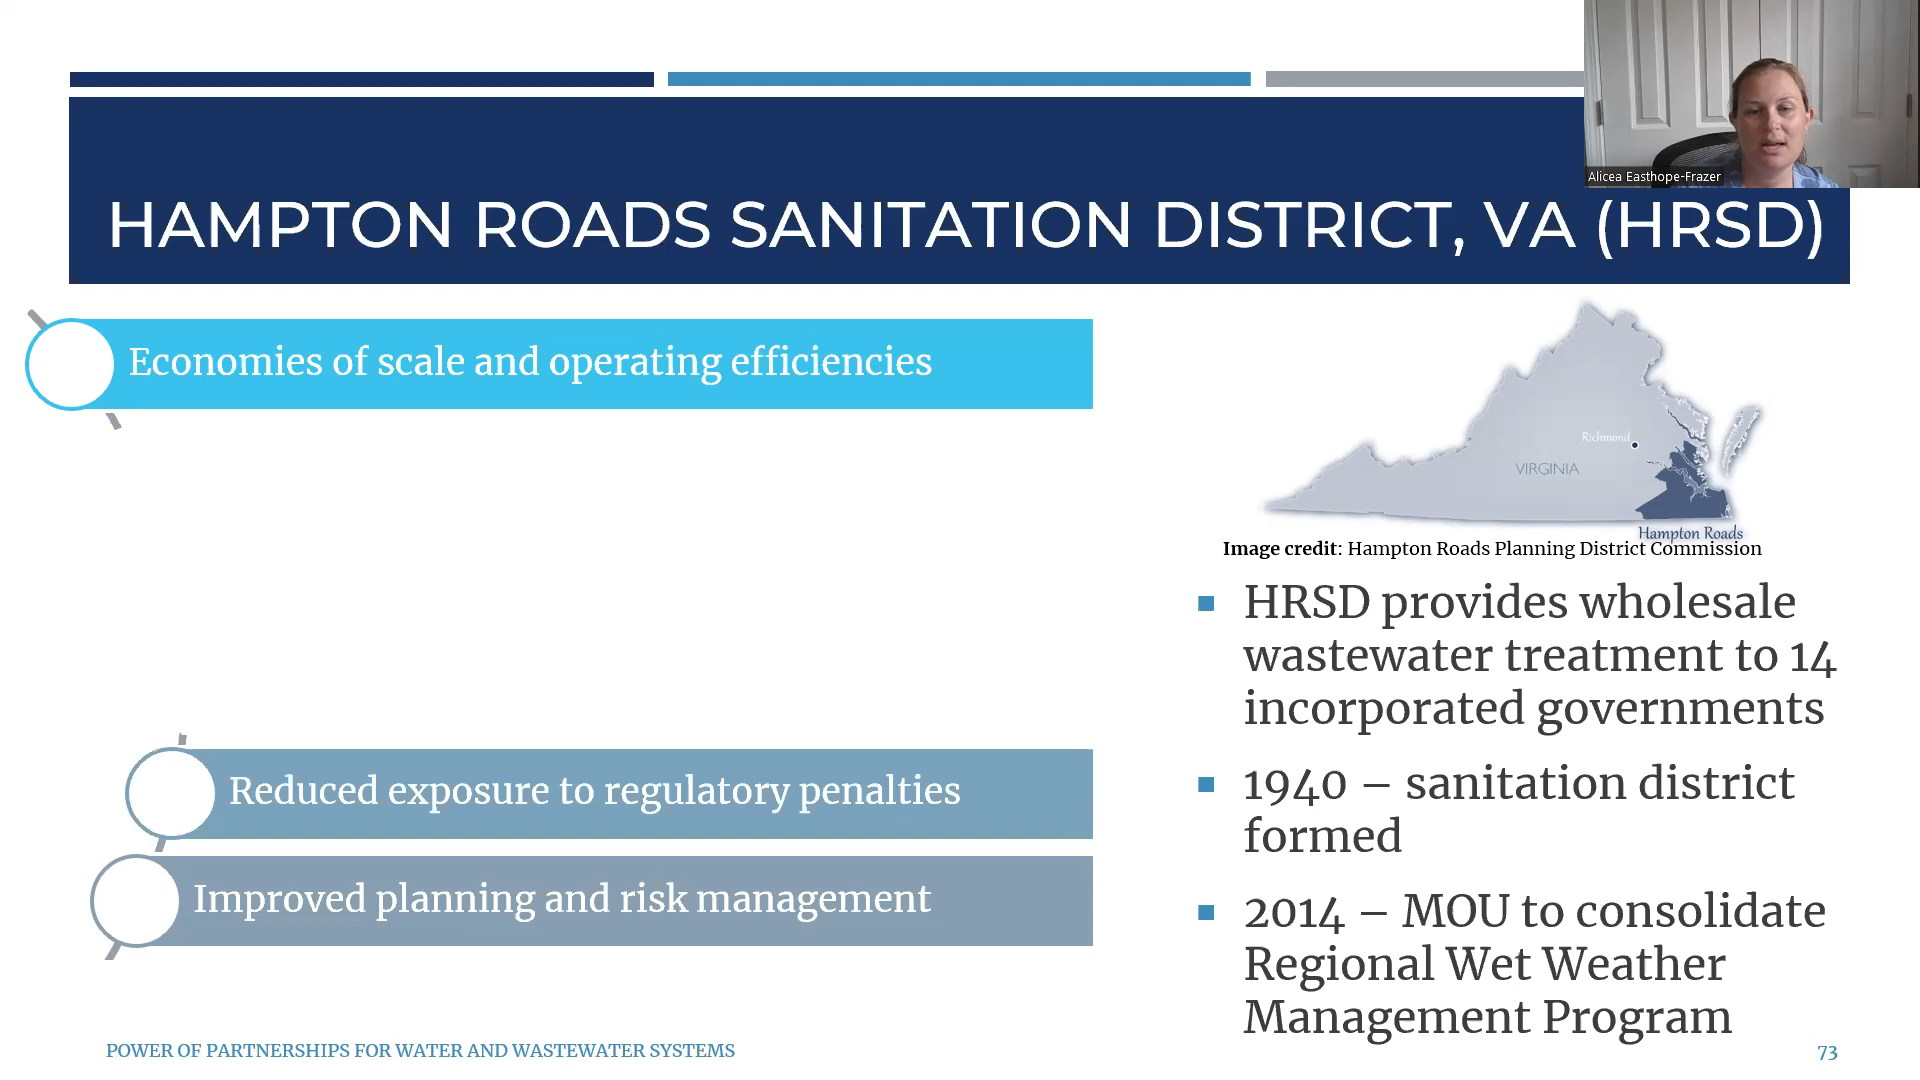 Alicea Easthope-Frazer
HAMPTON ROADS SANITATION DISTRICT, VA (HRSD)
Economies of scale and operating efficiencies
Reduced exposure to regulatory penalties
Improved planning and risk management
Richmond
VIRGINIA
Hampton Roads
Image credit: Hampton Roads Planning District Commission
▪ HRSD provides wholesale
wastewater treatment to 14
incorporated governments
▪ 1940 – sanitation district
formed
▪ 2014 – MOU to consolidate
Regional Wet Weather
Management Program
POWER OF PARTNERSHIPS FOR WATER AND WASTEWATER SYSTEMS
73